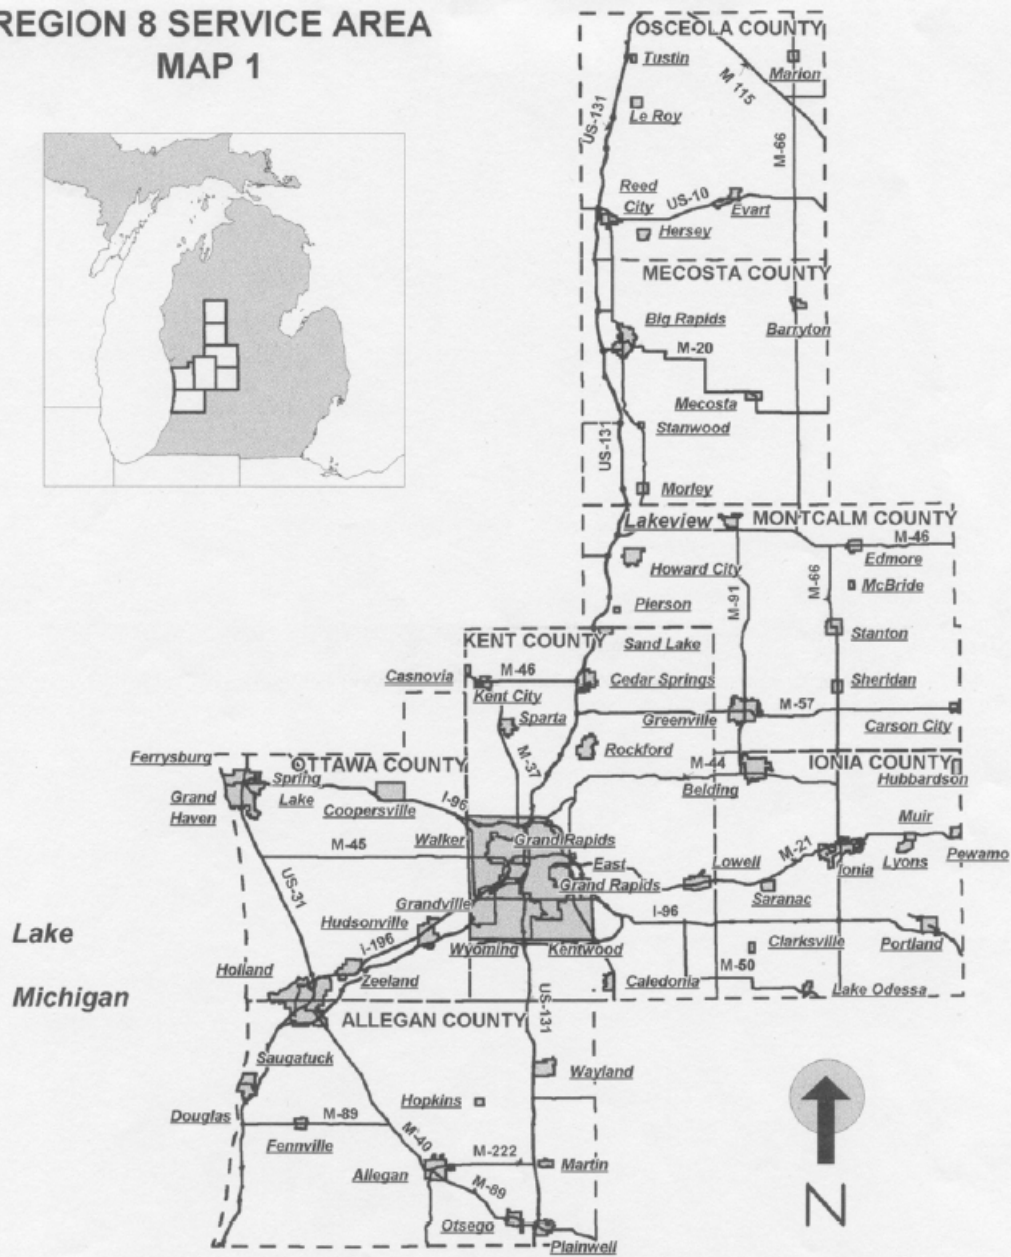 REGION 8 SERVICE AREA
MAP 1
OSCEOLA COUNTY
Tustin
Marion
M 115
US-131
Le Roy
M-66
Reed
City
US-10
Evart
Hersey
MECOSTA COUNTY
Big Rapids
Barryton
M-20
Mecosta
Stanwood
US-131
Morley
Lakeview
MONTCALM COUNTY
M-46
Edmore
Howard City
M-91
M-66
McBride
Pierson
Stanton
KENT COUNTY
Sand Lake
Casnovia
M-46
Kent City
Cedar Springs
Sheridan
Sparta
Greenville
M-57
Carson City
M-37
Rockford
Ferrysburg
OTTAWA COUNTY
M-44
IONIA COUNTY
Hubbardson
Spring
Lake
Grand
Haven
Coopersville
I-96
Belding
Muir
M-45
Walker
Grand Rapids
East
Grand Rapids
Lowell
M-21
Ionia
Lyons
Pewamo
US-31
Saranac
Grandville
Hudsonville
I-96
Lake
I-196
Wyoming
Kentwood
Clarksville
Portland
Holland
Zeeland
Caledonia
M-50
Lake Odessa
Michigan
US-131
ALLEGAN COUNTY
Saugatuck
Wayland
Hopkins
Douglas
M-89
Fennville
M-40
M-222
Martin
Allegan
M-89
Otsego
Plainwell
N